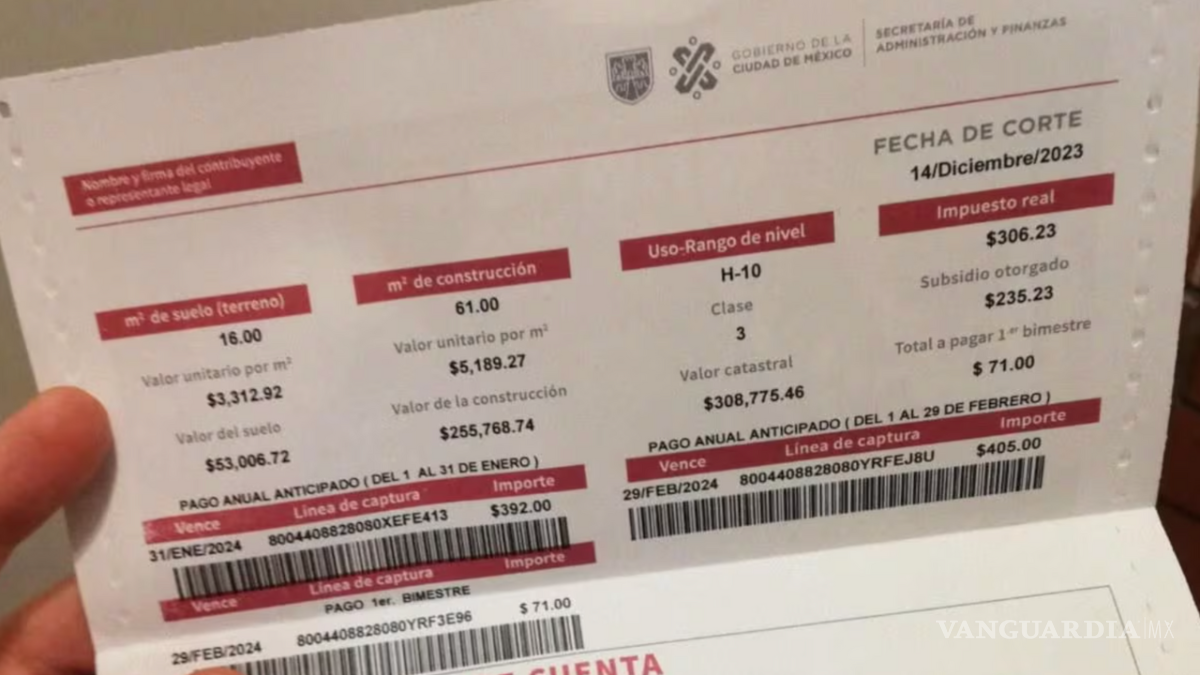 GOBIERNO DE LA
CIUDAD DE MÉXICO
SECRETARÍA DE
ADMINISTRACIÓN Y FINANZAS
Nombre y firma del contribuyente
o representante legal
FECHA DE CORTE
14/Diciembre/2023
m² de suelo (terreno)
16.00
Valor unitario por m²
$3,312.92
Valor del suelo
$53,006.72
m² de construcción
61.00
Valor unitario por m²
$5,189.27
Valor de la construcción
$255,768.74
Uso-Rango de nivel
H-10
Clase
3
Valor catastral
$308,775.46
Impuesto real
$306.23
Subsidio otorgado
$235.23
Total a pagar 1er bimestre
$ 71.00
PAGO ANUAL ANTICIPADO ( DEL 1 AL 31 DE ENERO )
Vence Línea de captura Importe
31/ENE/2024 8004408828080XEFE413 $392.00
PAGO ANUAL ANTICIPADO ( DEL 1 AL 29 DE FEBRERO )
Vence Línea de captura Importe
29/FEB/2024 8004408828080YRFEJ8U $405.00
Vence Línea de captura Importe
PAGO 1er. BIMESTRE
29/FEB/2024 8004408828080YRF3E96 $ 71.00
CUENTA
VANGUARDIA MX